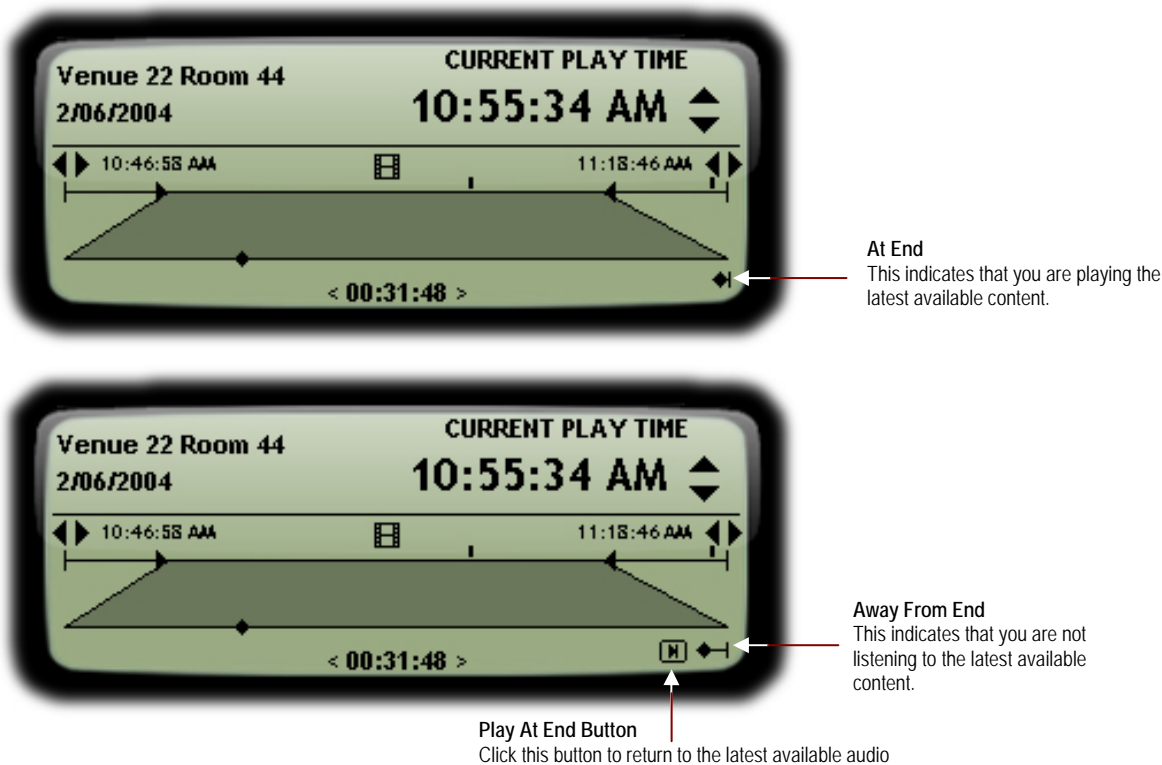 CURRENT PLAY TIME
Venue 22 Room 44
10:55:34 AM
2/06/2004
10:46:58 AM 11:18:46 AM
< 00:31:48 >
At End
This indicates that you are playing the
latest available content.
CURRENT PLAY TIME
Venue 22 Room 44
10:55:34 AM
2/06/2004
10:46:58 AM 11:18:46 AM
< 00:31:48 >
Away From End
This indicates that you are not
listening to the latest available
content.
Play At End Button
Click this button to return to the latest available audio